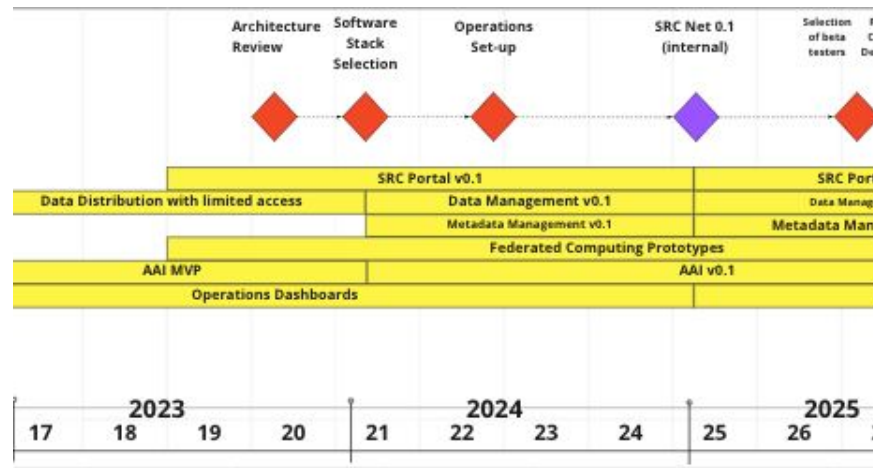 Architecture
Review
Software
Stack
Selection
Operations
Set-up
SRC Net 0.1
(internal)
Selection
of beta
testers
SRC Portal v0.1
Data Distribution with limited access
Data Management v0.1
Metadata Management v0.1
Federated Computing Prototypes
AAI MVP
AAI v0.1
Operations Dashboards
SRC
Data
Metadata
2023
2024
2025
17 18 19 20 21 22 23 24 25 26